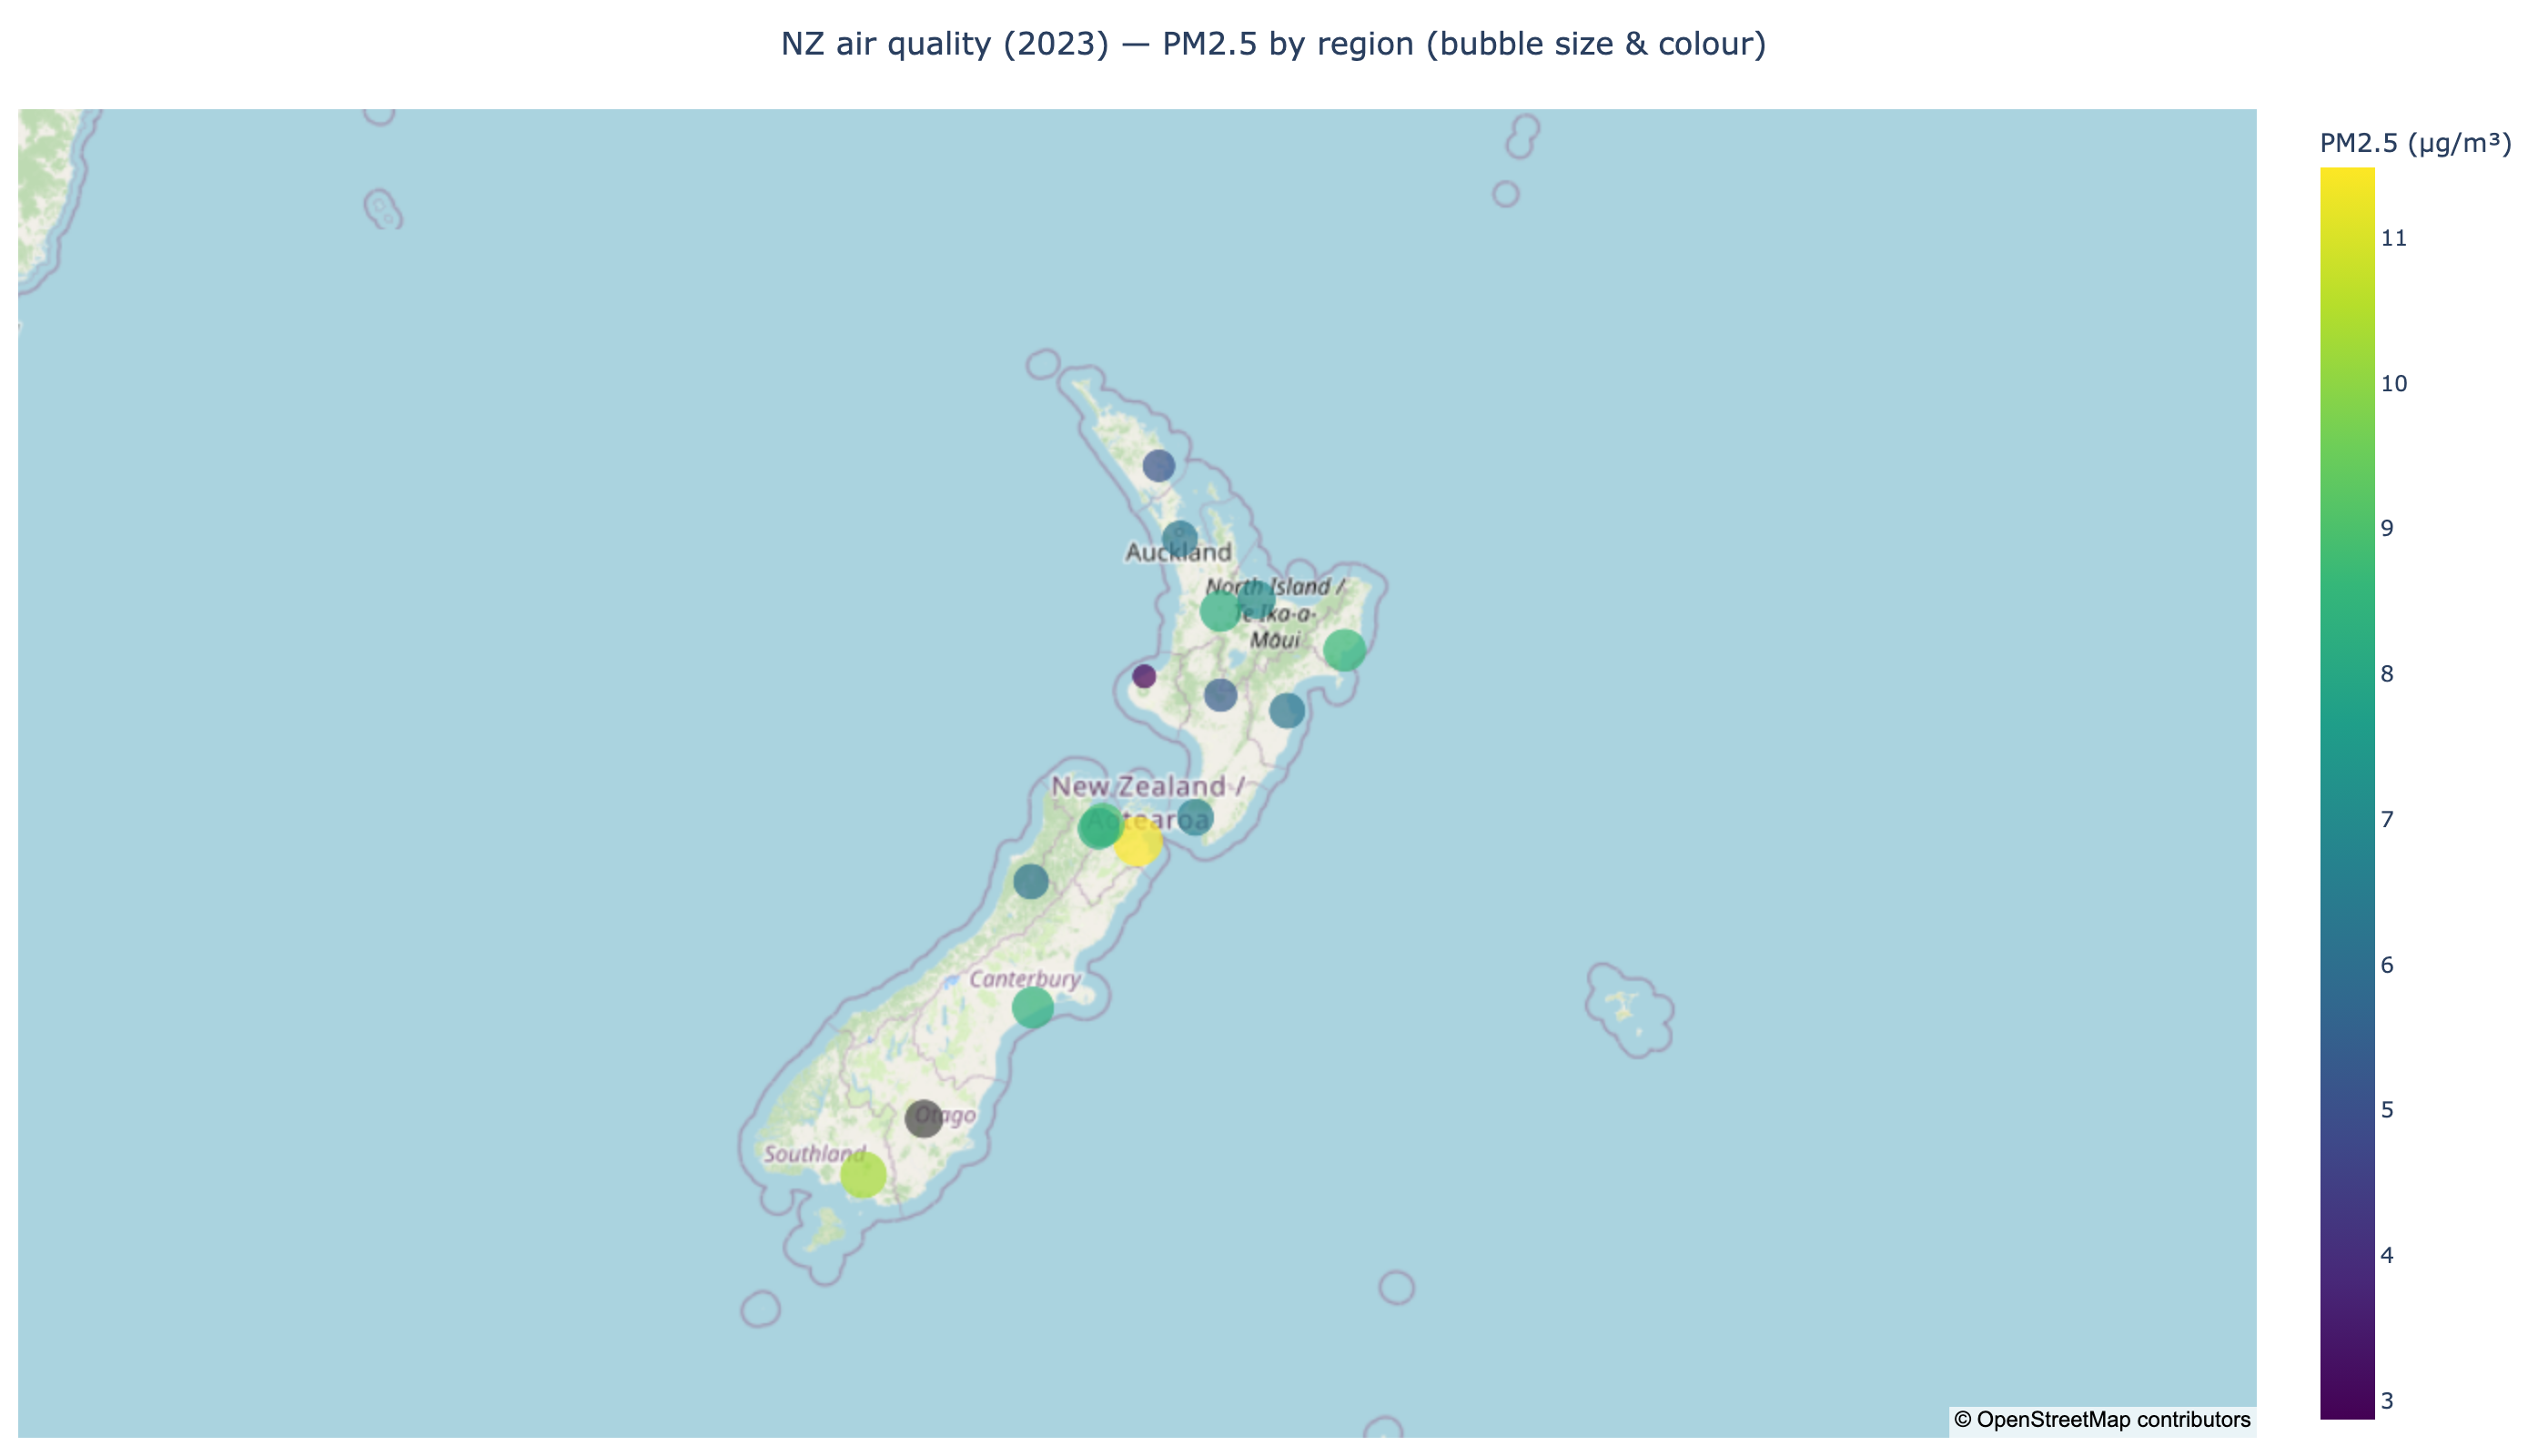 NZ air quality (2023) — PM2.5 by region (bubble size & colour)
PM2.5 (μg/m³)
11
10
9
8
7
6
5
4
3
Auckland
North Island /
Te Ika-a-
Māui
New Zealand /
Aotearoa
Canterbury
Otago
Southland
© OpenStreetMap contributors